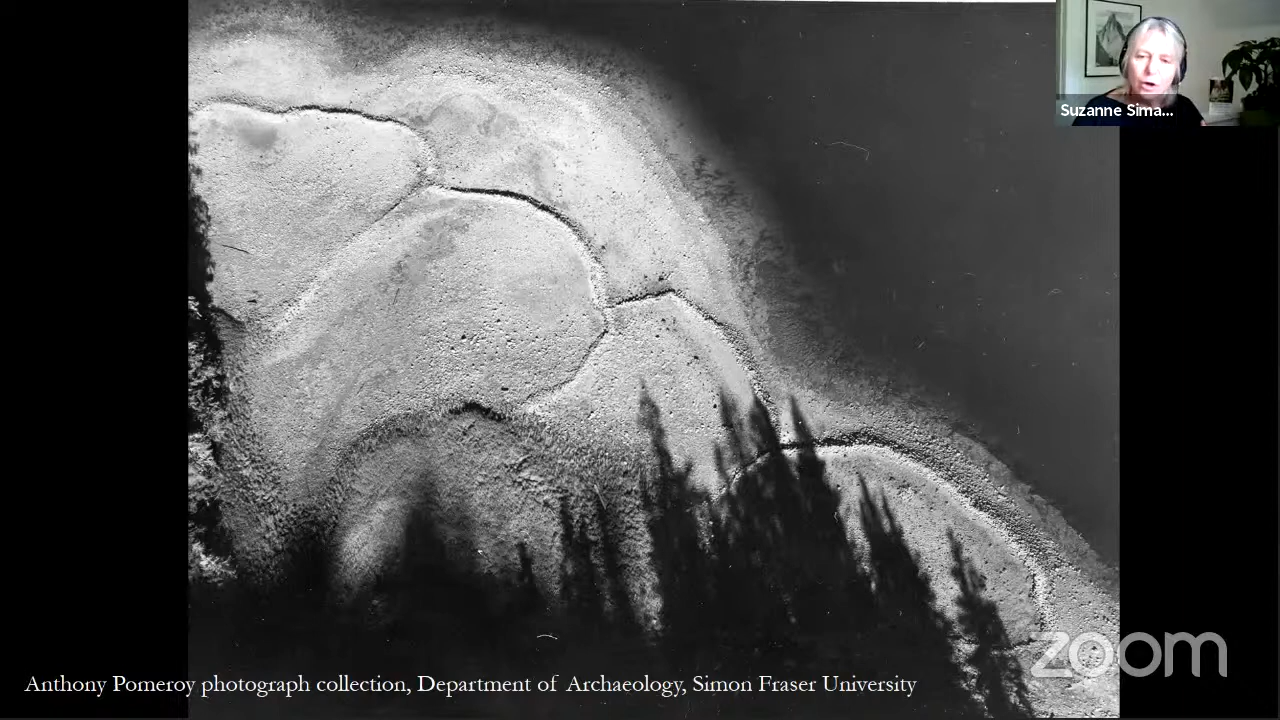 Suzanne Sima...
zoom
Anthony Pomeroy photograph collection, Department of Archaeology, Simon Fraser University